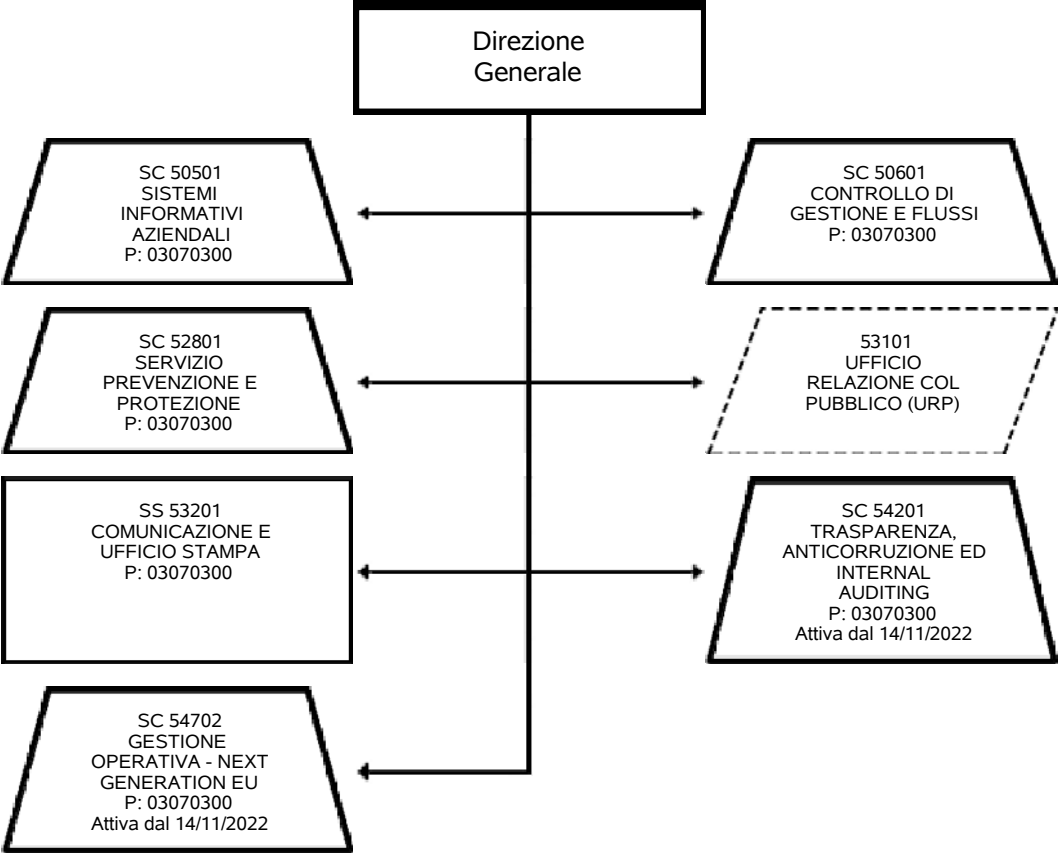 Direzione
Generale
SC 50501
SISTEMI
INFORMATIVI
AZIENDALI
P: 03070300
SC 50601
CONTROLLO DI
GESTIONE E FLUSSI
P: 03070300
SC 52801
SERVIZIO
PREVENZIONE E
PROTEZIONE
P: 03070300
53101
UFFICIO
RELAZIONE COL
PUBBLICO (URP)
SS 53201
COMUNICAZIONE E
UFFICIO STAMPA
P: 03070300
SC 54201
TRASPARENZA,
ANTICORRUZIONE ED
INTERNAL
AUDITING
P: 03070300
Attiva dal 14/11/2022
SC 54702
GESTIONE
OPERATIVA - NEXT
GENERATION EU
P: 03070300
Attiva dal 14/11/2022